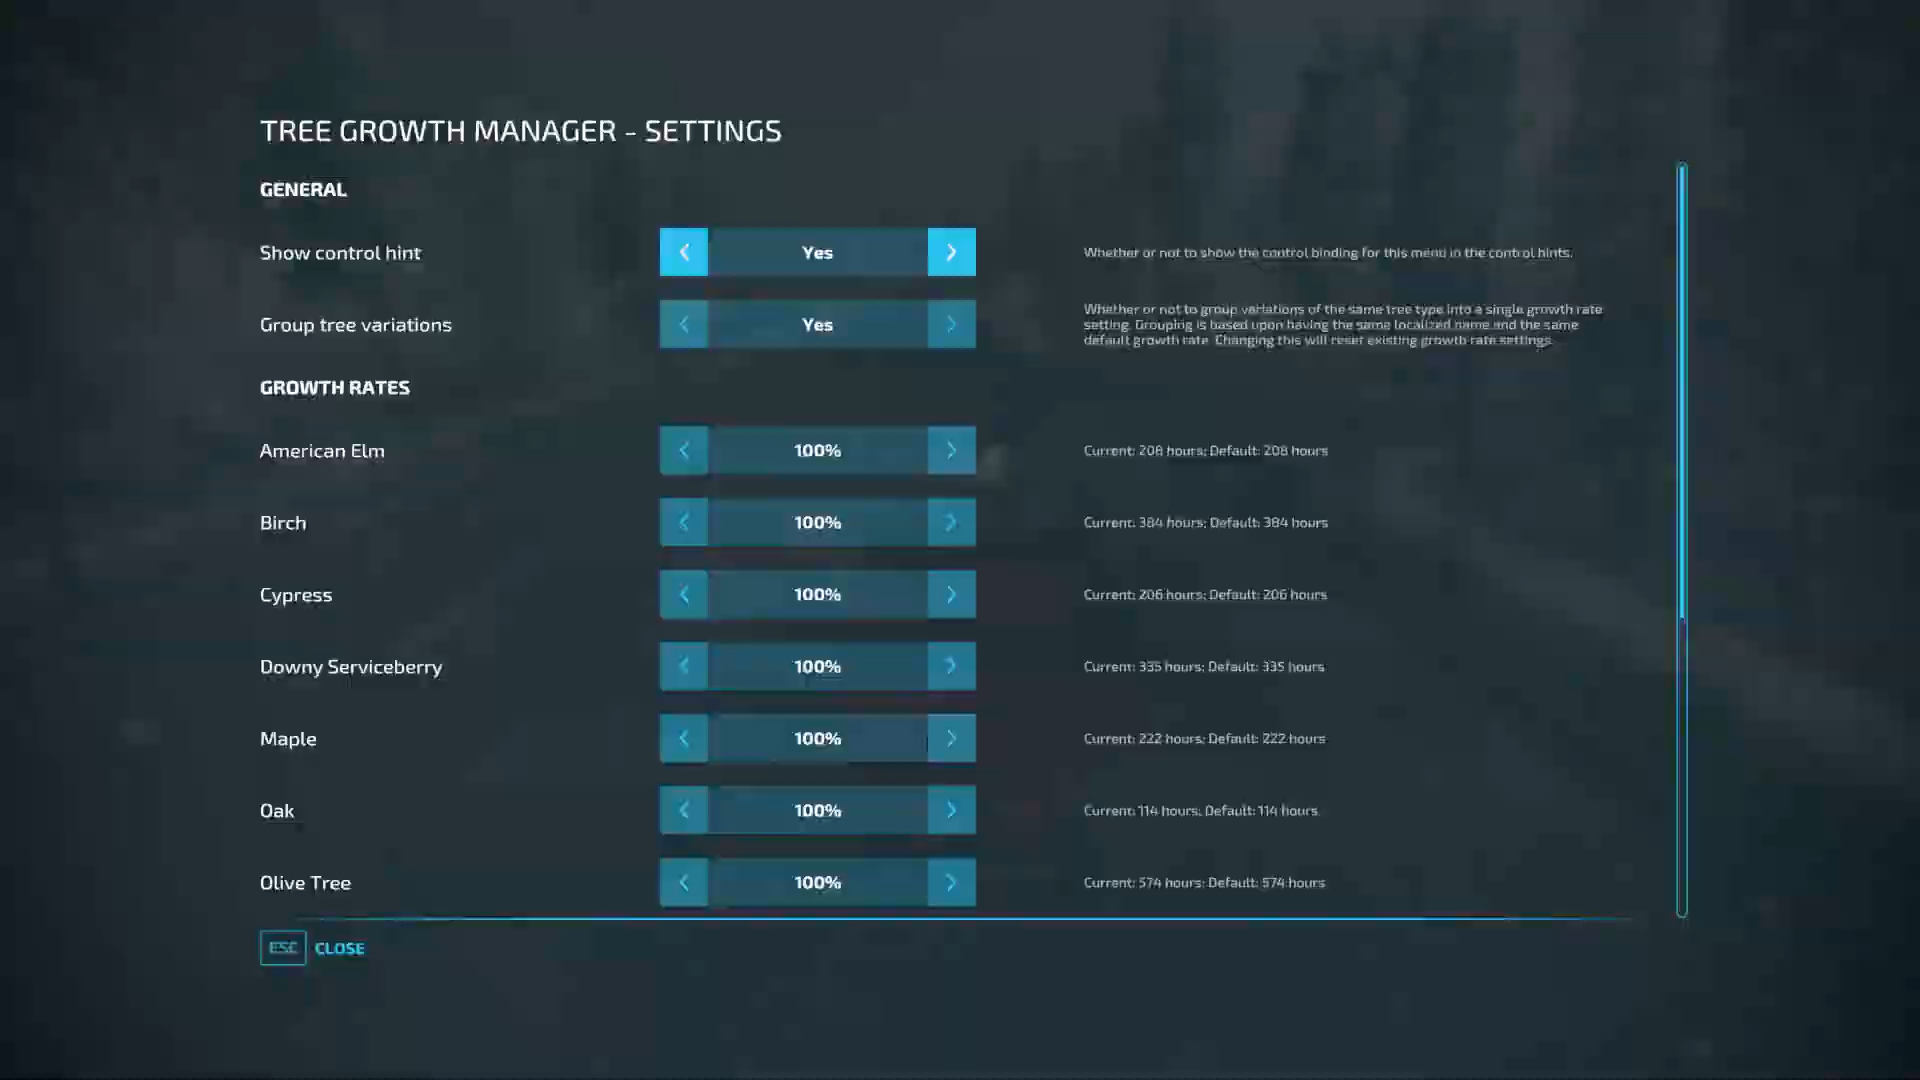 TREE GROWTH MANAGER - SETTINGS
GENERAL
Show control hint
Yes
Whether or not to show the control binding for this menu in the control hints.
Group tree variations
Yes
Whether or not to group variations of the same tree type into a single growth rate
setting. Grouping is based upon having the same localized name and the same
default growth rate. Changing this will reset existing growth rate settings.
GROWTH RATES
American Elm
100%
Current: 208 hours; Default: 208 hours
Birch
100%
Current: 384 hours; Default: 384 hours
Cypress
100%
Current: 206 hours; Default: 206 hours
Downy Serviceberry
100%
Current: 335 hours; Default: 335 hours
Maple
100%
Current: 222 hours; Default: 222 hours
Oak
100%
Current: 114 hours; Default: 114 hours
Olive Tree
100%
Current: 574 hours; Default: 574 hours
ESC CLOSE